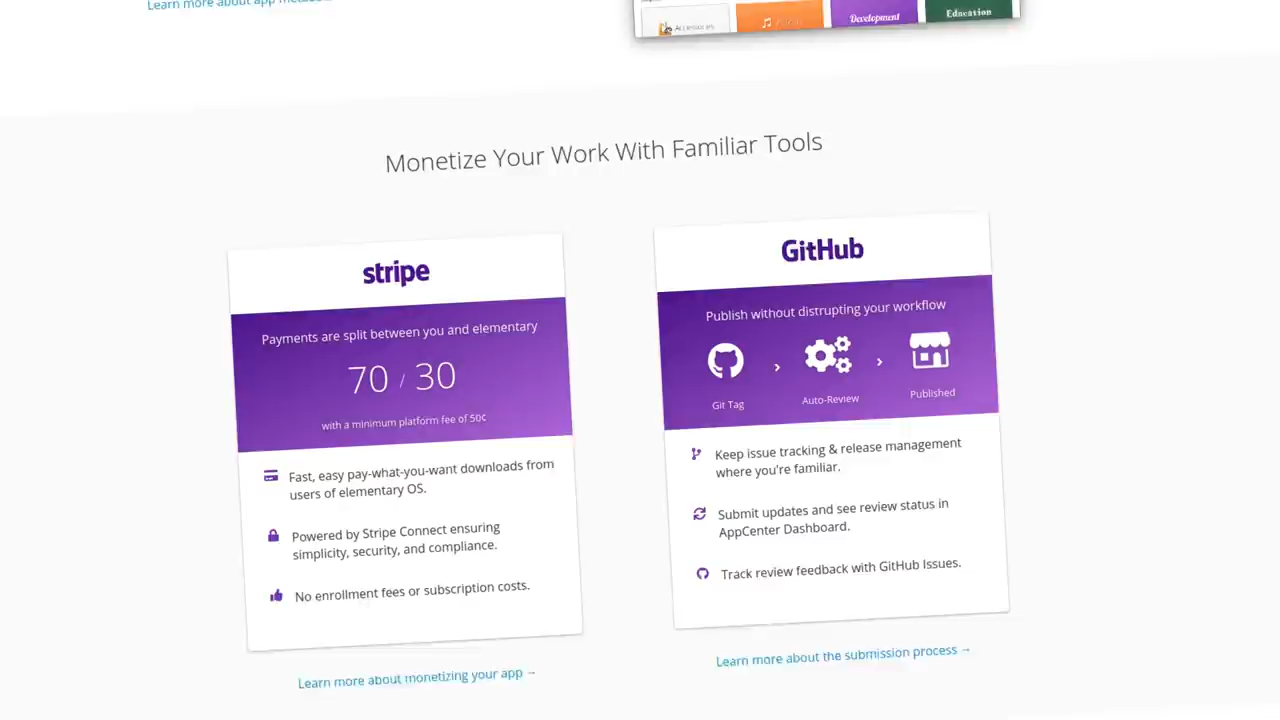 Learn more about app
Development
Education
Monetize Your Work With Familiar Tools
stripe
Payments are split between you and elementary
70 / 30
with a minimum platform fee of 50¢
Fast, easy pay-what-you-want downloads from
users of elementary OS.
Powered by Stripe Connect ensuring
simplicity, security, and compliance.
No enrollment fees or subscription costs.
Learn more about monetizing your app →
GitHub
Publish without distrupting your workflow
› ›
Git Tag Auto-Review Published
Keep issue tracking & release management
where you're familiar.
Submit updates and see review status in
AppCenter Dashboard.
Track review feedback with GitHub Issues.
Learn more about the submission process →